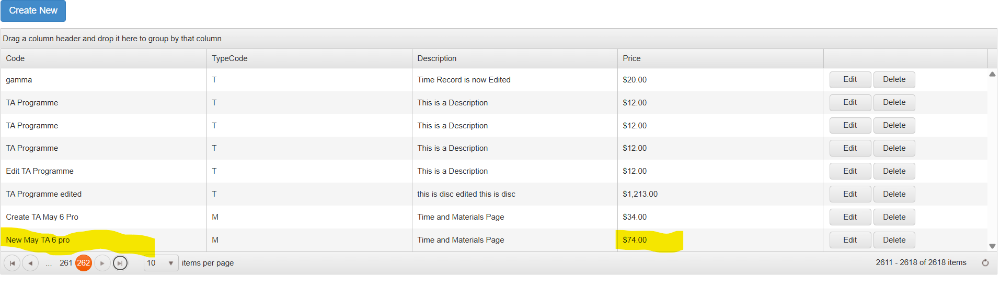 Create New
Drag a column header and drop it here to group by that column
Code TypeCode Description Price
gamma T Time Record is now Edited $20.00 Edit Delete
TA Programme T This is a Description $12.00 Edit Delete
TA Programme T This is a Description $12.00 Edit Delete
TA Programme T This is a Description $12.00 Edit Delete
Edit TA Programme T This is a Description $12.00 Edit Delete
TA Programme edited T this is disc edited this is disc $1,213.00 Edit Delete
Create TA May 6 Pro M Time and Materials Page $34.00 Edit Delete
New May TA 6 pro M Time and Materials Page $74.00 Edit Delete
... 261 262 10 items per page 2611 - 2618 of 2618 items